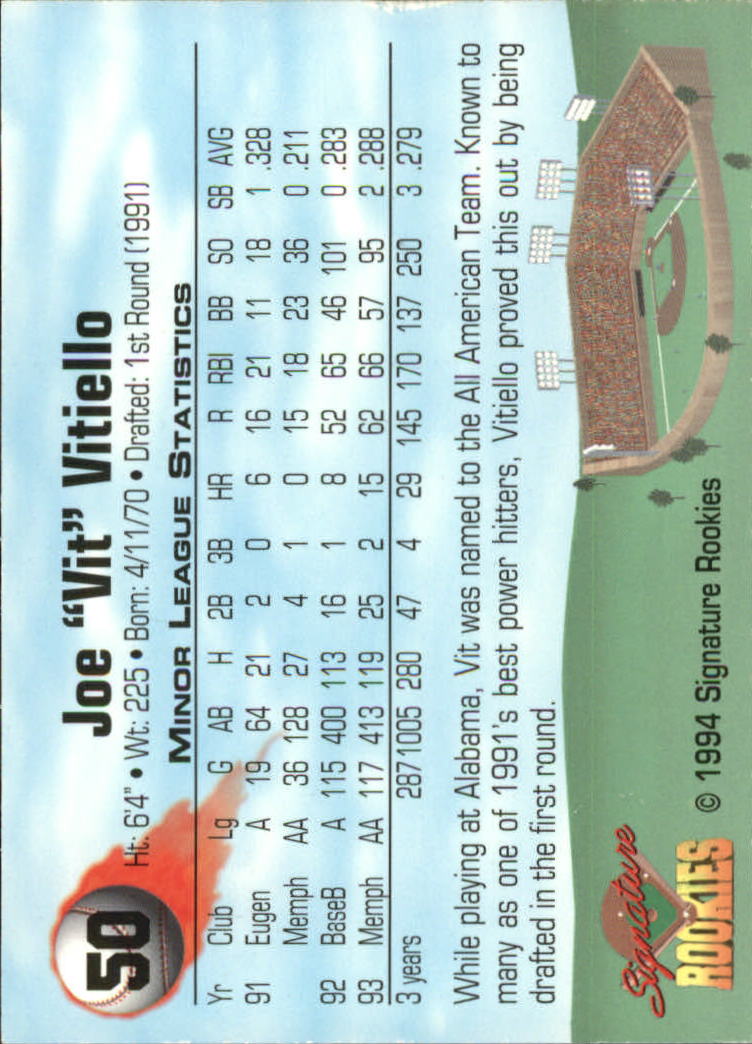 50
Joe "Vit" Vitiello
Ht: 6'4" • Wt: 225 • Born: 4/11/70 • Drafted: 1st Round (1991)
MINOR LEAGUE STATISTICS
Yr Club Lg G AB H 2B 3B HR R RBI BB SO SB AVG
91 Eugen A 19 64 21 2 0 6 16 21 11 18 1 .328
Memph AA 36 128 27 4 1 0 15 18 23 36 0 .211
92 BaseB A 115 400 113 16 1 8 52 65 46 101 0 .283
93 Memph AA 117 413 119 25 2 15 62 66 57 95 2 .288
3 years 287 1005 280 47 4 29 145 170 137 250 3 .279
While playing at Alabama, Vit was named to the All American Team. Known to
many as one of 1991's best power hitters, Vitiello proved this out by being
drafted in the first round.
Signature
ROOKIES
© 1994 Signature Rookies